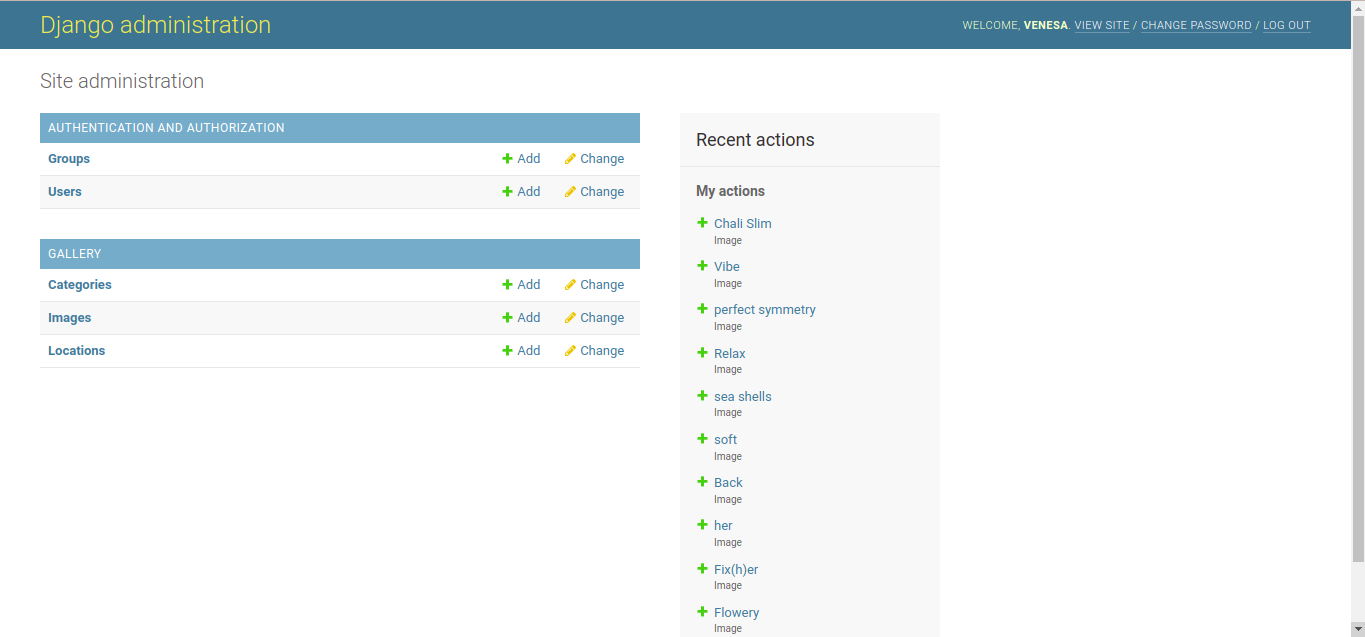 Django administration
WELCOME, VENESA. VIEW SITE / CHANGE PASSWORD / LOG OUT
Site administration
AUTHENTICATION AND AUTHORIZATION
Groups Add Change
Users Add Change
GALLERY
Categories Add Change
Images Add Change
Locations Add Change
Recent actions
My actions
Chali Slim
Image
Vibe
Image
perfect symmetry
Image
Relax
Image
sea shells
Image
soft
Image
Back
Image
her
Image
Fix(h)er
Image
Flowery
Image